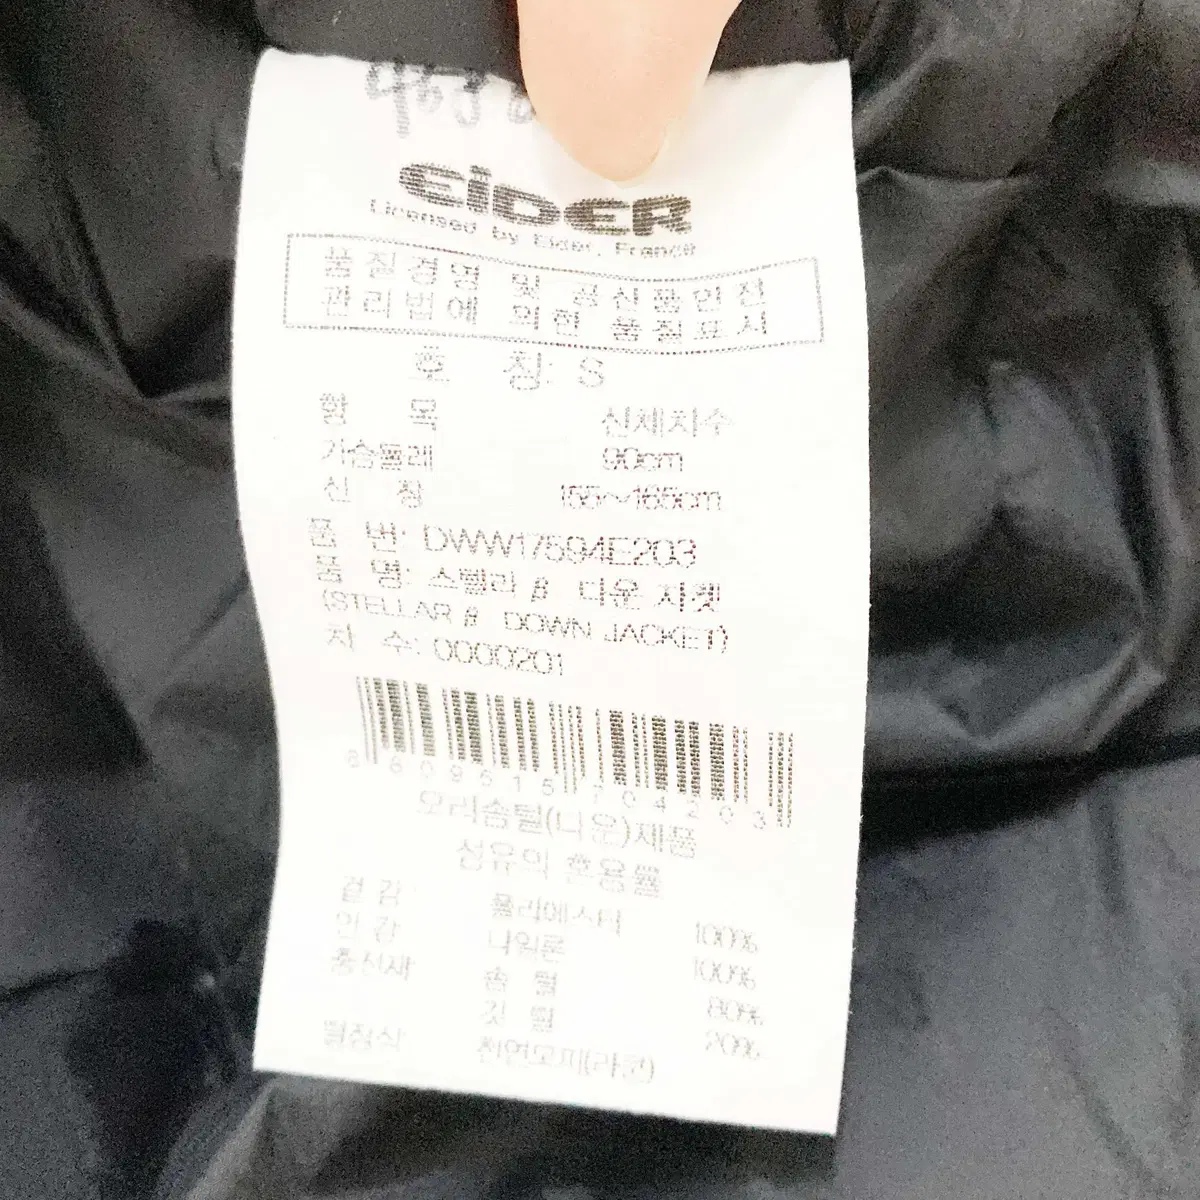 EiDER
Licensed by Eider, France
품질경영 및 공산품안전
관리법에 의한 품질표시
호 칭: S
항 목 신체치수
가슴둘레 90cm
신 장 155~165cm
품 번: DWW17594E203
품 명: 스텔라 β 다운 자켓
(STELLAR β DOWN JACKET)
차 수: 0000201
8809615704203
오리솜털(다운)제품
섬유의 혼용률
겉감 폴리에스터 100%
안감 나일론 100%
충전재 솜털 80%
깃털 20%
털장식 천연모피(라쿤)